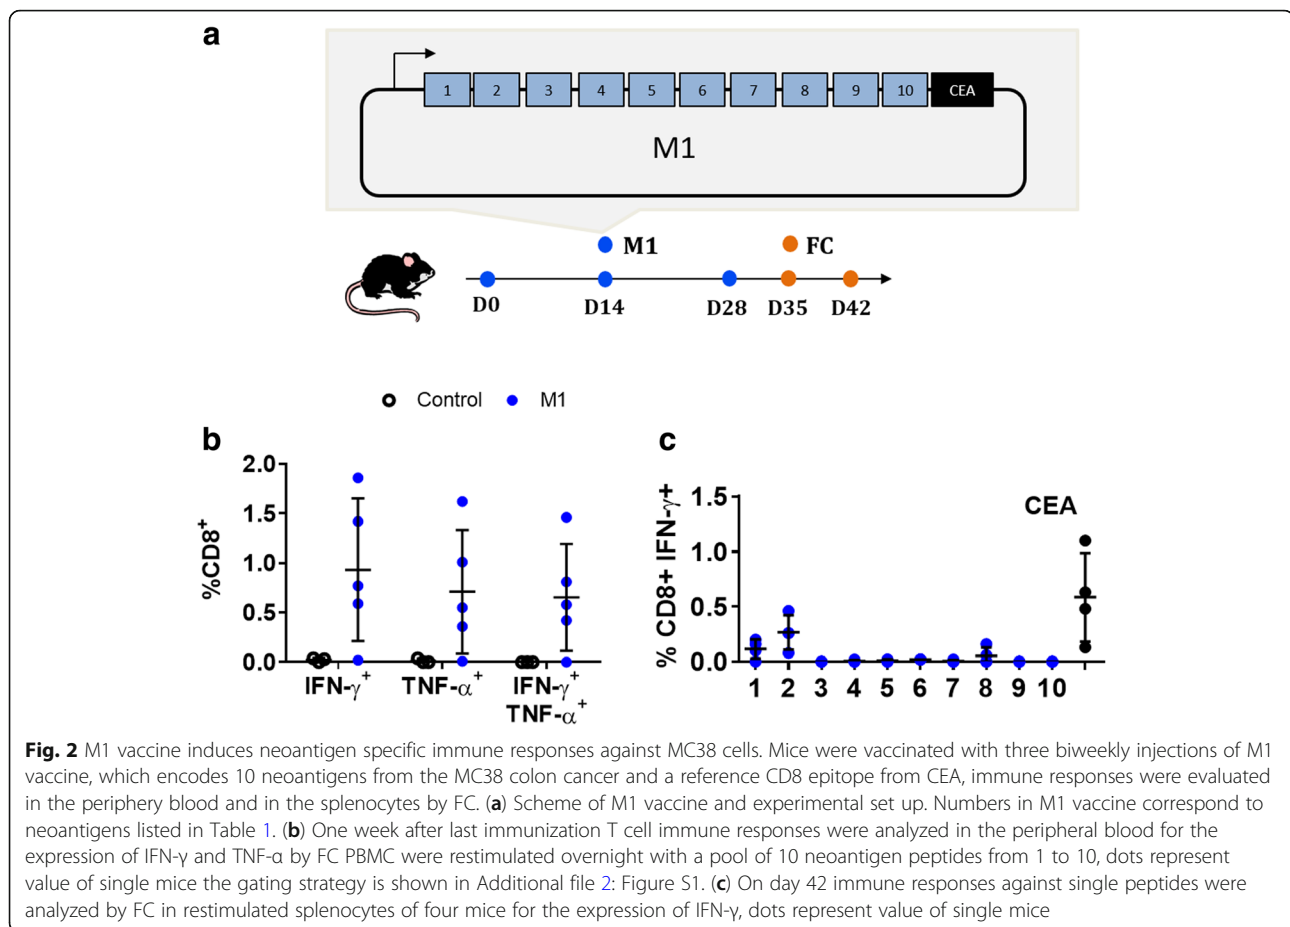 a
1 2 3 4 5 6 7 8 9 10 CEA
M1
M1 FC
D0 D14 D28 D35 D42
Control M1
b
%CD8+
2.0
1.5
1.0
0.5
0.0
IFN-γ+ TNF-α+ IFN-γ+
TNF-α+
c
% CD8+ IFN-γ+
1.5
1.0
0.5
0.0
CEA
1 2 3 4 5 6 7 8 9 10
Fig. 2 M1 vaccine induces neoantigen specific immune responses against MC38 cells. Mice were vaccinated with three biweekly injections of M1
vaccine, which encodes 10 neoantigens from the MC38 colon cancer and a reference CD8 epitope from CEA, immune responses were evaluated
in the periphery blood and in the splenocytes by FC. (a) Scheme of M1 vaccine and experimental set up. Numbers in M1 vaccine correspond to
neoantigens listed in Table 1. (b) One week after last immunization T cell immune responses were analyzed in the peripheral blood for the
expression of IFN-γ and TNF-α by FC PBMC were restimulated overnight with a pool of 10 neoantigen peptides from 1 to 10, dots represent
value of single mice the gating strategy is shown in Additional file 2: Figure S1. (c) On day 42 immune responses against single peptides were
analyzed by FC in restimulated splenocytes of four mice for the expression of IFN-γ, dots represent value of single mice